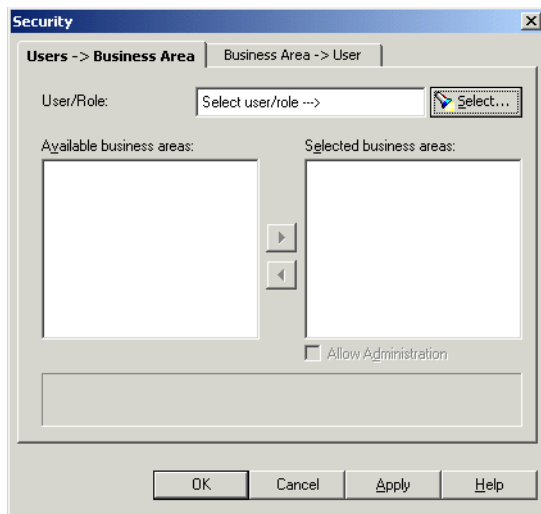 Security
Users -> Business Area
Business Area -> User
User/Role:
Select user/role --->
Select...
Available business areas:
Selected business areas:
Allow Administration
OK
Cancel
Apply
Help